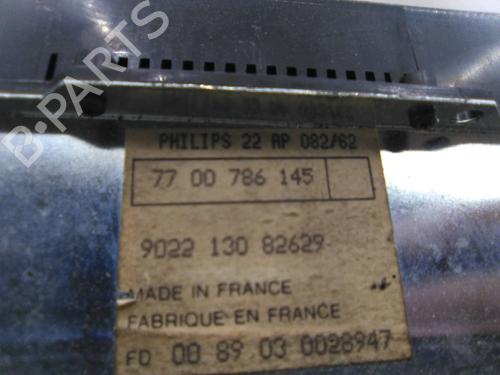 B-PARTS
PHILIPS 22 AP 082/62
77 00 786 145
9022 130 82629
MADE IN FRANCE
FABRIQUE EN FRANCE
FD 00 89 03 0028947